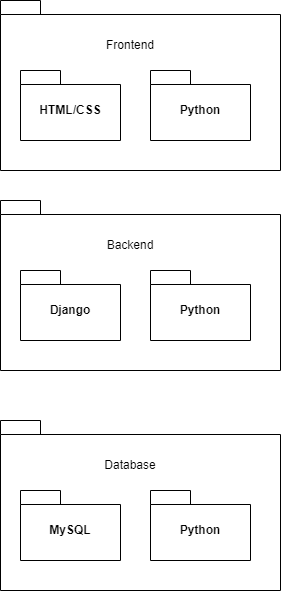 Frontend
HTML/CSS
Python
Backend
Django
Python
Database
MySQL
Python